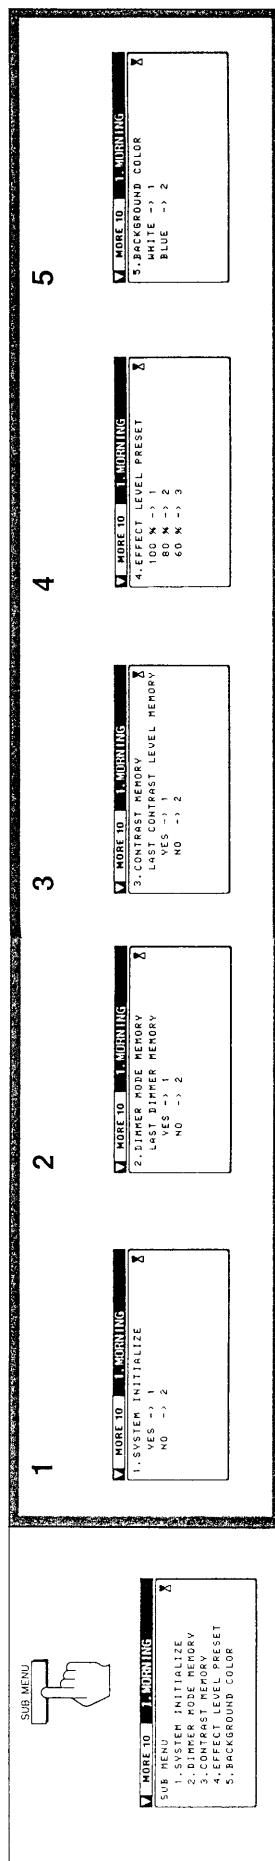 SUB MENU
MORE 10 1. MORNING
SUB MENU
1.SYSTEM INITIALIZE
2.DIMMER MODE MEMORY
3.CONTRAST MEMORY
4.EFFECT LEVEL PRESET
5.BACKGROUND COLOR
1
MORE 10 1. MORNING
1.SYSTEM INITIALIZE
YES -> 1
NO -> 2
2
MORE 10 1. MORNING
2.DIMMER MODE MEMORY
LAST DIMMER MEMORY
YES -> 1
NO -> 2
3
MORE 10 1. MORNING
3.CONTRAST MEMORY
LAST CONTRAST LEVEL MEMORY
YES -> 1
NO -> 2
4
MORE 10 1. MORNING
4.EFFECT LEVEL PRESET
100 % -> 1
80 % -> 2
60 % -> 3
5
MORE 10 1. MORNING
5.BACKGROUND COLOR
WHITE -> 1
BLUE -> 2